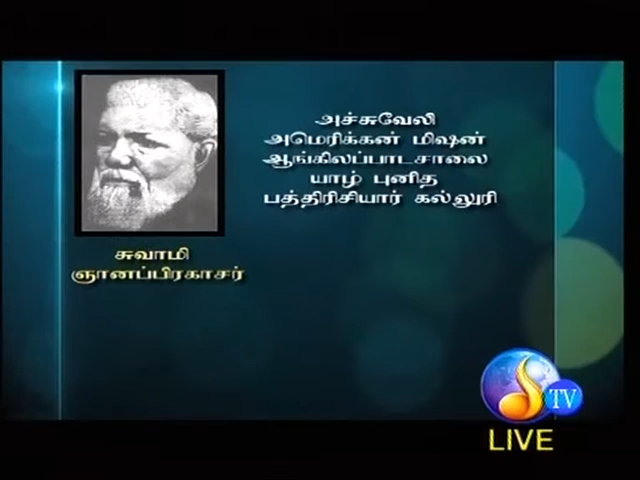 அச்சுவேலி
அமெரிக்கன் மிஷன்
ஆங்கிலப்பாடசாலை
யாழ் புனித
பத்திரிசியார் கல்லுரி
சுவாமி
ஞானப்பிரகாசர்
TV
LIVE